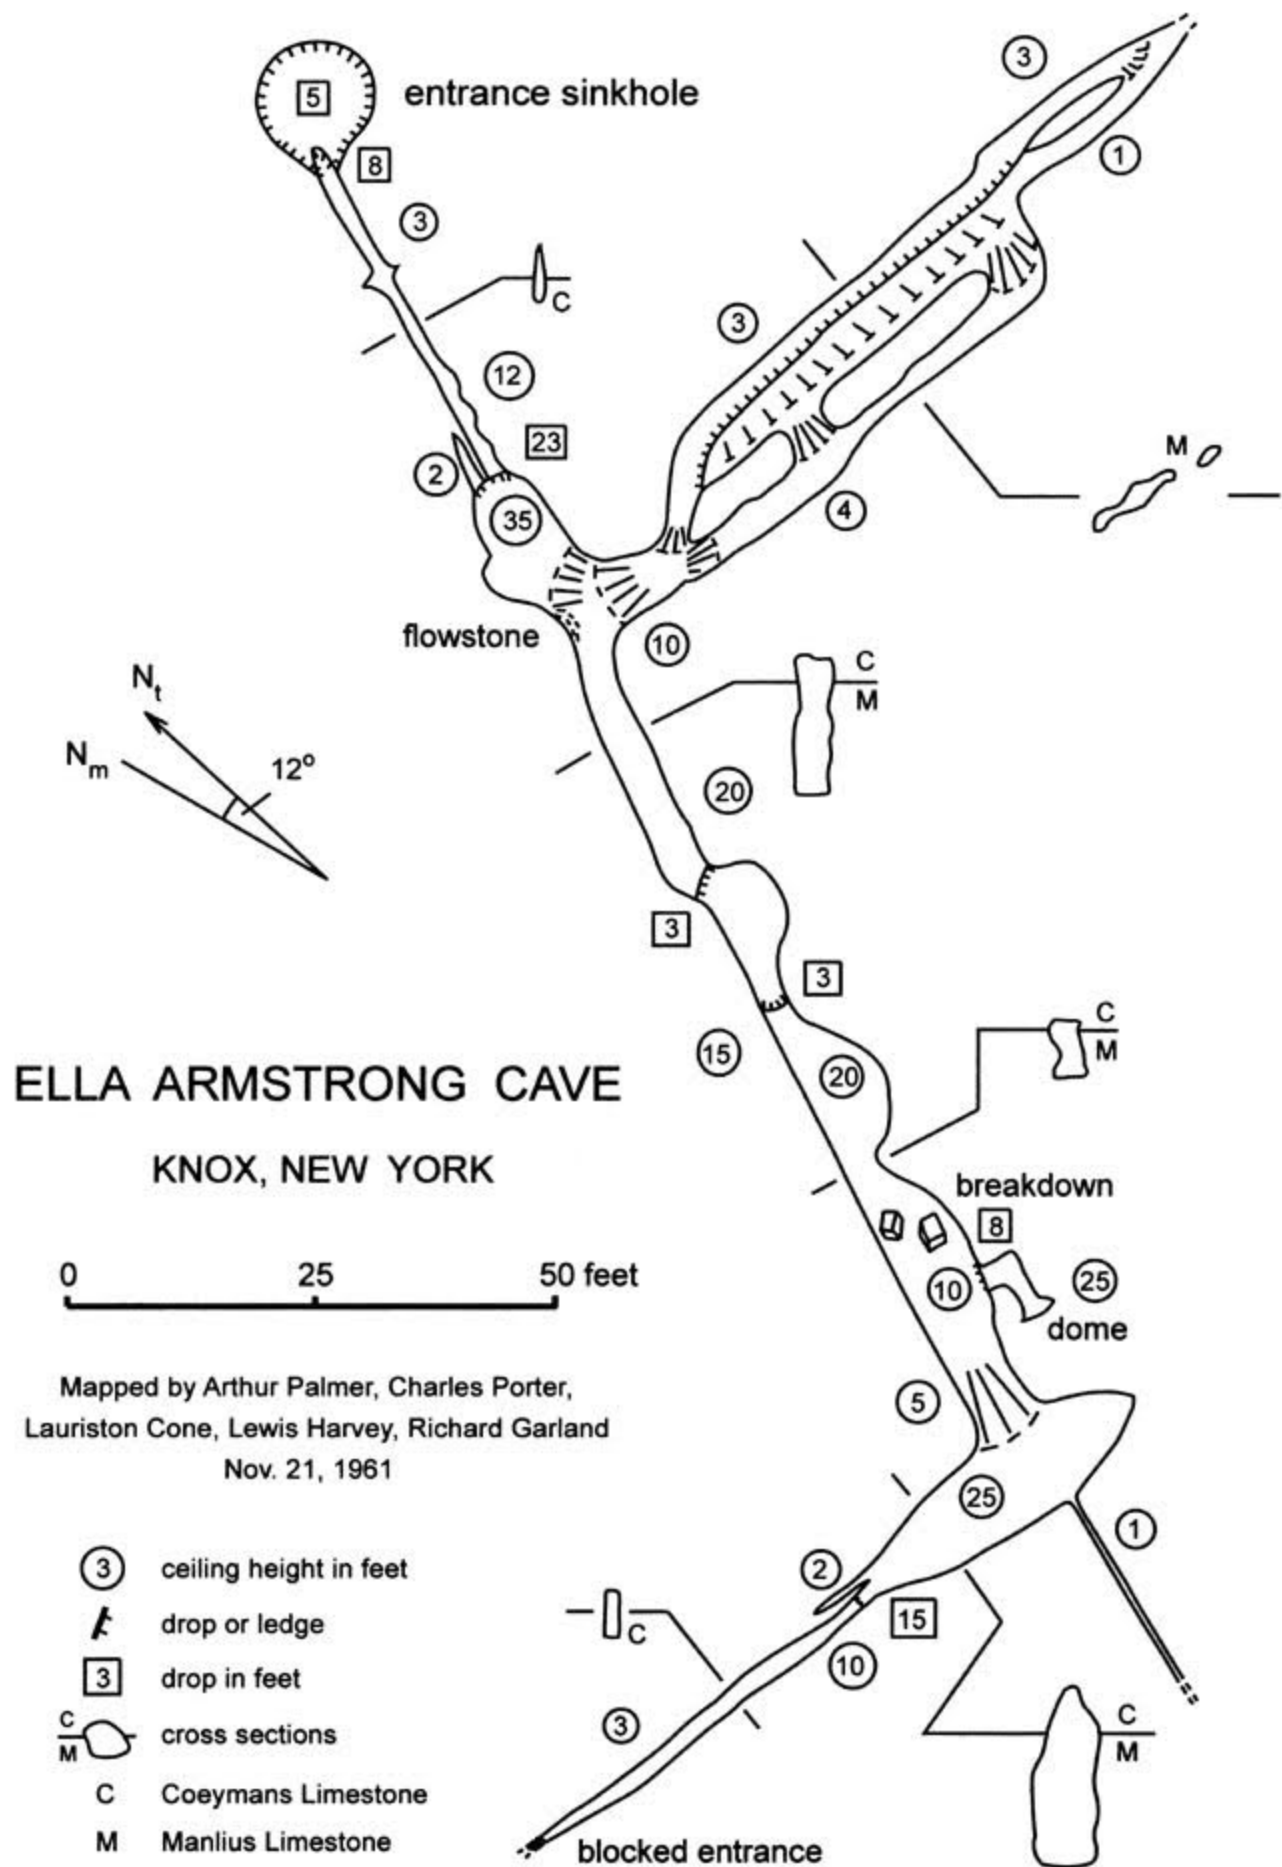 5
entrance sinkhole
3
8
1
3
C
3
12
23
2
M
35
4
flowstone
10
C
M
Nt
Nm
12°
20
3
3
15
20
C
M
ELLA ARMSTRONG CAVE
KNOX, NEW YORK
breakdown
8
10
25
dome
0 25 50 feet
Mapped by Arthur Palmer, Charles Porter,
Lauriston Cone, Lewis Harvey, Richard Garland
Nov. 21, 1961
5
25
1
2
15
C
10
3
C
M
3 ceiling height in feet
drop or ledge
3 drop in feet
C
M
cross sections
C Coeymans Limestone
M Manlius Limestone
blocked entrance